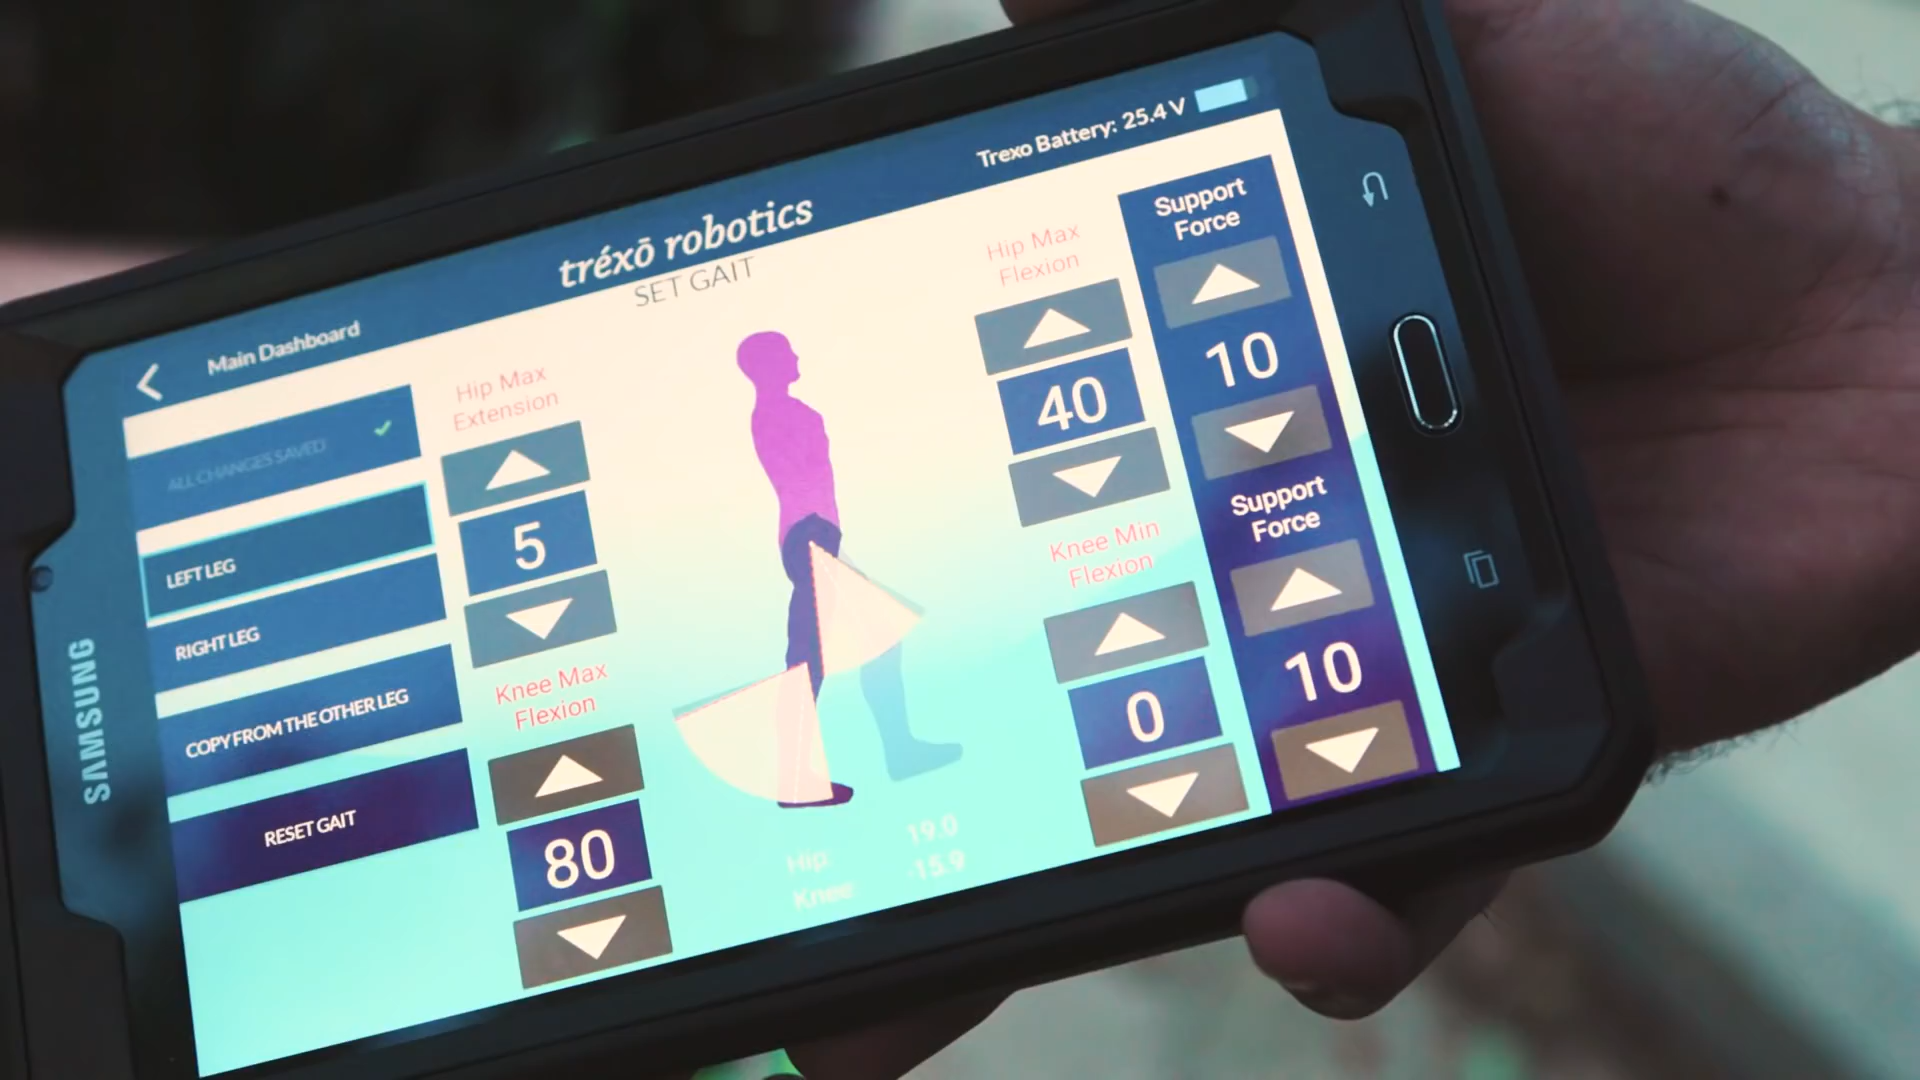 Trexo Battery: 25.4 V
tréxō robotics
Main Dashboard
SET GAIT
ALL CHANGES SAVED
LEFT LEG
RIGHT LEG
COPY FROM THE OTHER LEG
RESET GAIT
Hip Max
Extension
5
Knee Max
Flexion
80
Hip Max
Flexion
40
Knee Min
Flexion
0
Support
Force
10
Support
Force
10
Hip: 19.0
Knee: -15.9
SAMSUNG